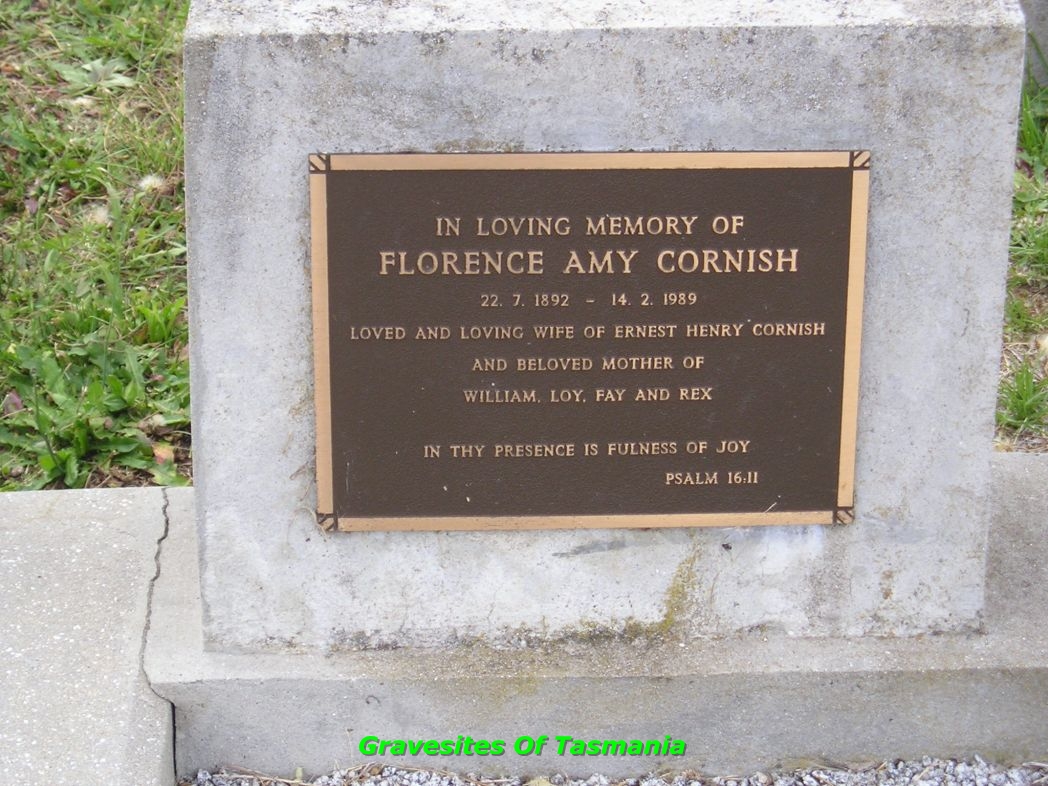 IN LOVING MEMORY OF
FLORENCE AMY CORNISH
22. 7. 1892 - 14. 2. 1989
LOVED AND LOVING WIFE OF ERNEST HENRY CORNISH
AND BELOVED MOTHER OF
WILLIAM, LOY, FAY AND REX
IN THY PRESENCE IS FULNESS OF JOY
PSALM 16:11
Gravesites Of Tasmania